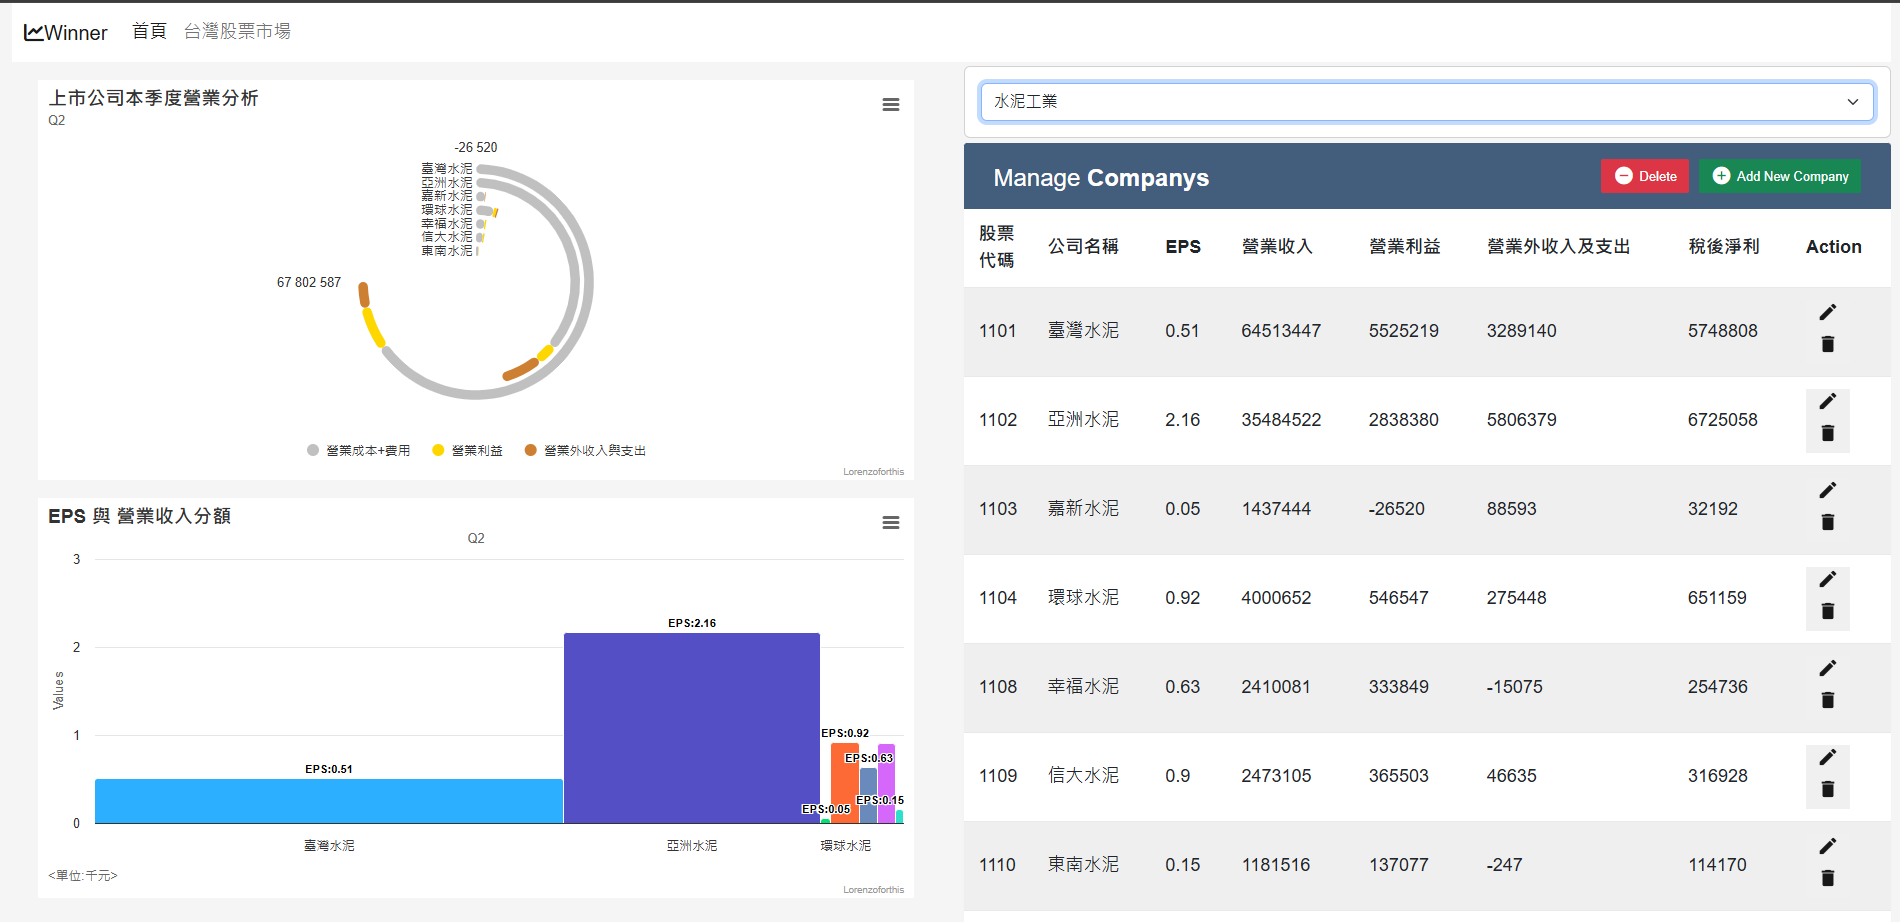 Winner 首頁 台灣股票市場
上市公司本季度營業分析
Q2
-26 520
臺灣水泥
亞洲水泥
嘉新水泥
環球水泥
幸福水泥
信大水泥
東南水泥
67 802 587
營業成本+費用 營業利益 營業外收入與支出
Lorenzoforthis
EPS 與 營業收入分額
Q2
3
2
1
0
Values
EPS:0.51
EPS:2.16
EPS:0.05
EPS:0.92
EPS:0.63
EPS:0.15
臺灣水泥 亞洲水泥 環球水泥
<單位:千元>
Lorenzoforthis
水泥工業
Manage Companys Delete Add New Company
股票代碼 公司名稱 EPS 營業收入 營業利益 營業外收入及支出 稅後淨利 Action
1101 臺灣水泥 0.51 64513447 5525219 3289140 5748808
1102 亞洲水泥 2.16 35484522 2838380 5806379 6725058
1103 嘉新水泥 0.05 1437444 -26520 88593 32192
1104 環球水泥 0.92 4000652 546547 275448 651159
1108 幸福水泥 0.63 2410081 333849 -15075 254736
1109 信大水泥 0.9 2473105 365503 46635 316928
1110 東南水泥 0.15 1181516 137077 -247 114170